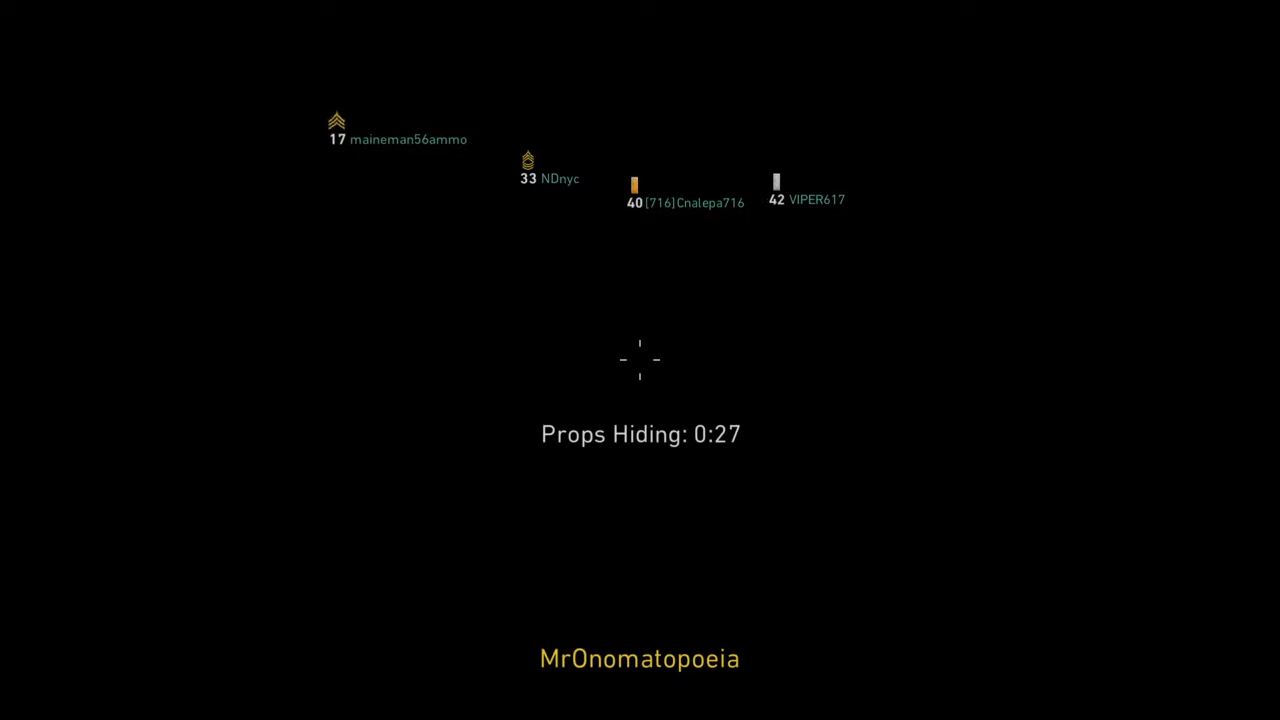 17 maineman56ammo
33 NDnyc
40 [716]Cnalepa716
42 VIPER617
Props Hiding: 0:27
MrOnomatopoeia